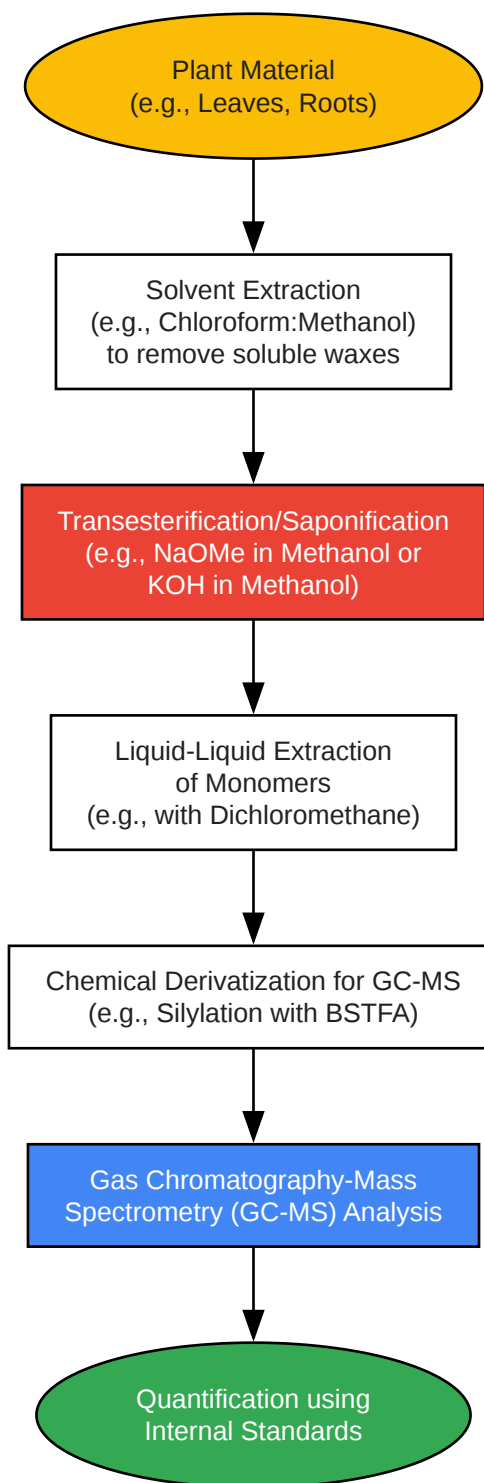 Plant Material
(e.g., Leaves, Roots)
Solvent Extraction
(e.g., Chloroform:Methanol)
to remove soluble waxes
Transesterification/Saponification
(e.g., NaOMe in Methanol or
KOH in Methanol)
Liquid-Liquid Extraction
of Monomers
(e.g., with Dichloromethane)
Chemical Derivatization for GC-MS
(e.g., Silylation with BSTFA)
Gas Chromatography-Mass
Spectrometry (GC-MS) Analysis
Quantification using
Internal Standards